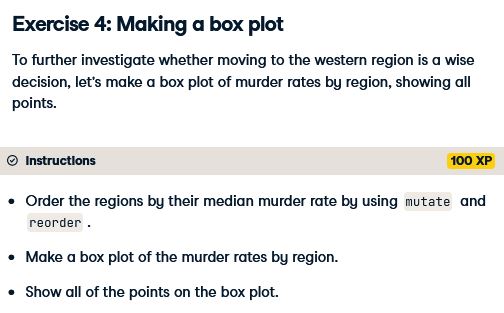 Exercise 4: Making a box plot
To further investigate whether moving to the western region is a wise
decision, let's make a box plot of murder rates by region, showing all
points.
Instructions
100 XP
Order the regions by their median murder rate by using mutate and
reorder .
Make a box plot of the murder rates by region.
Show all of the points on the box plot.